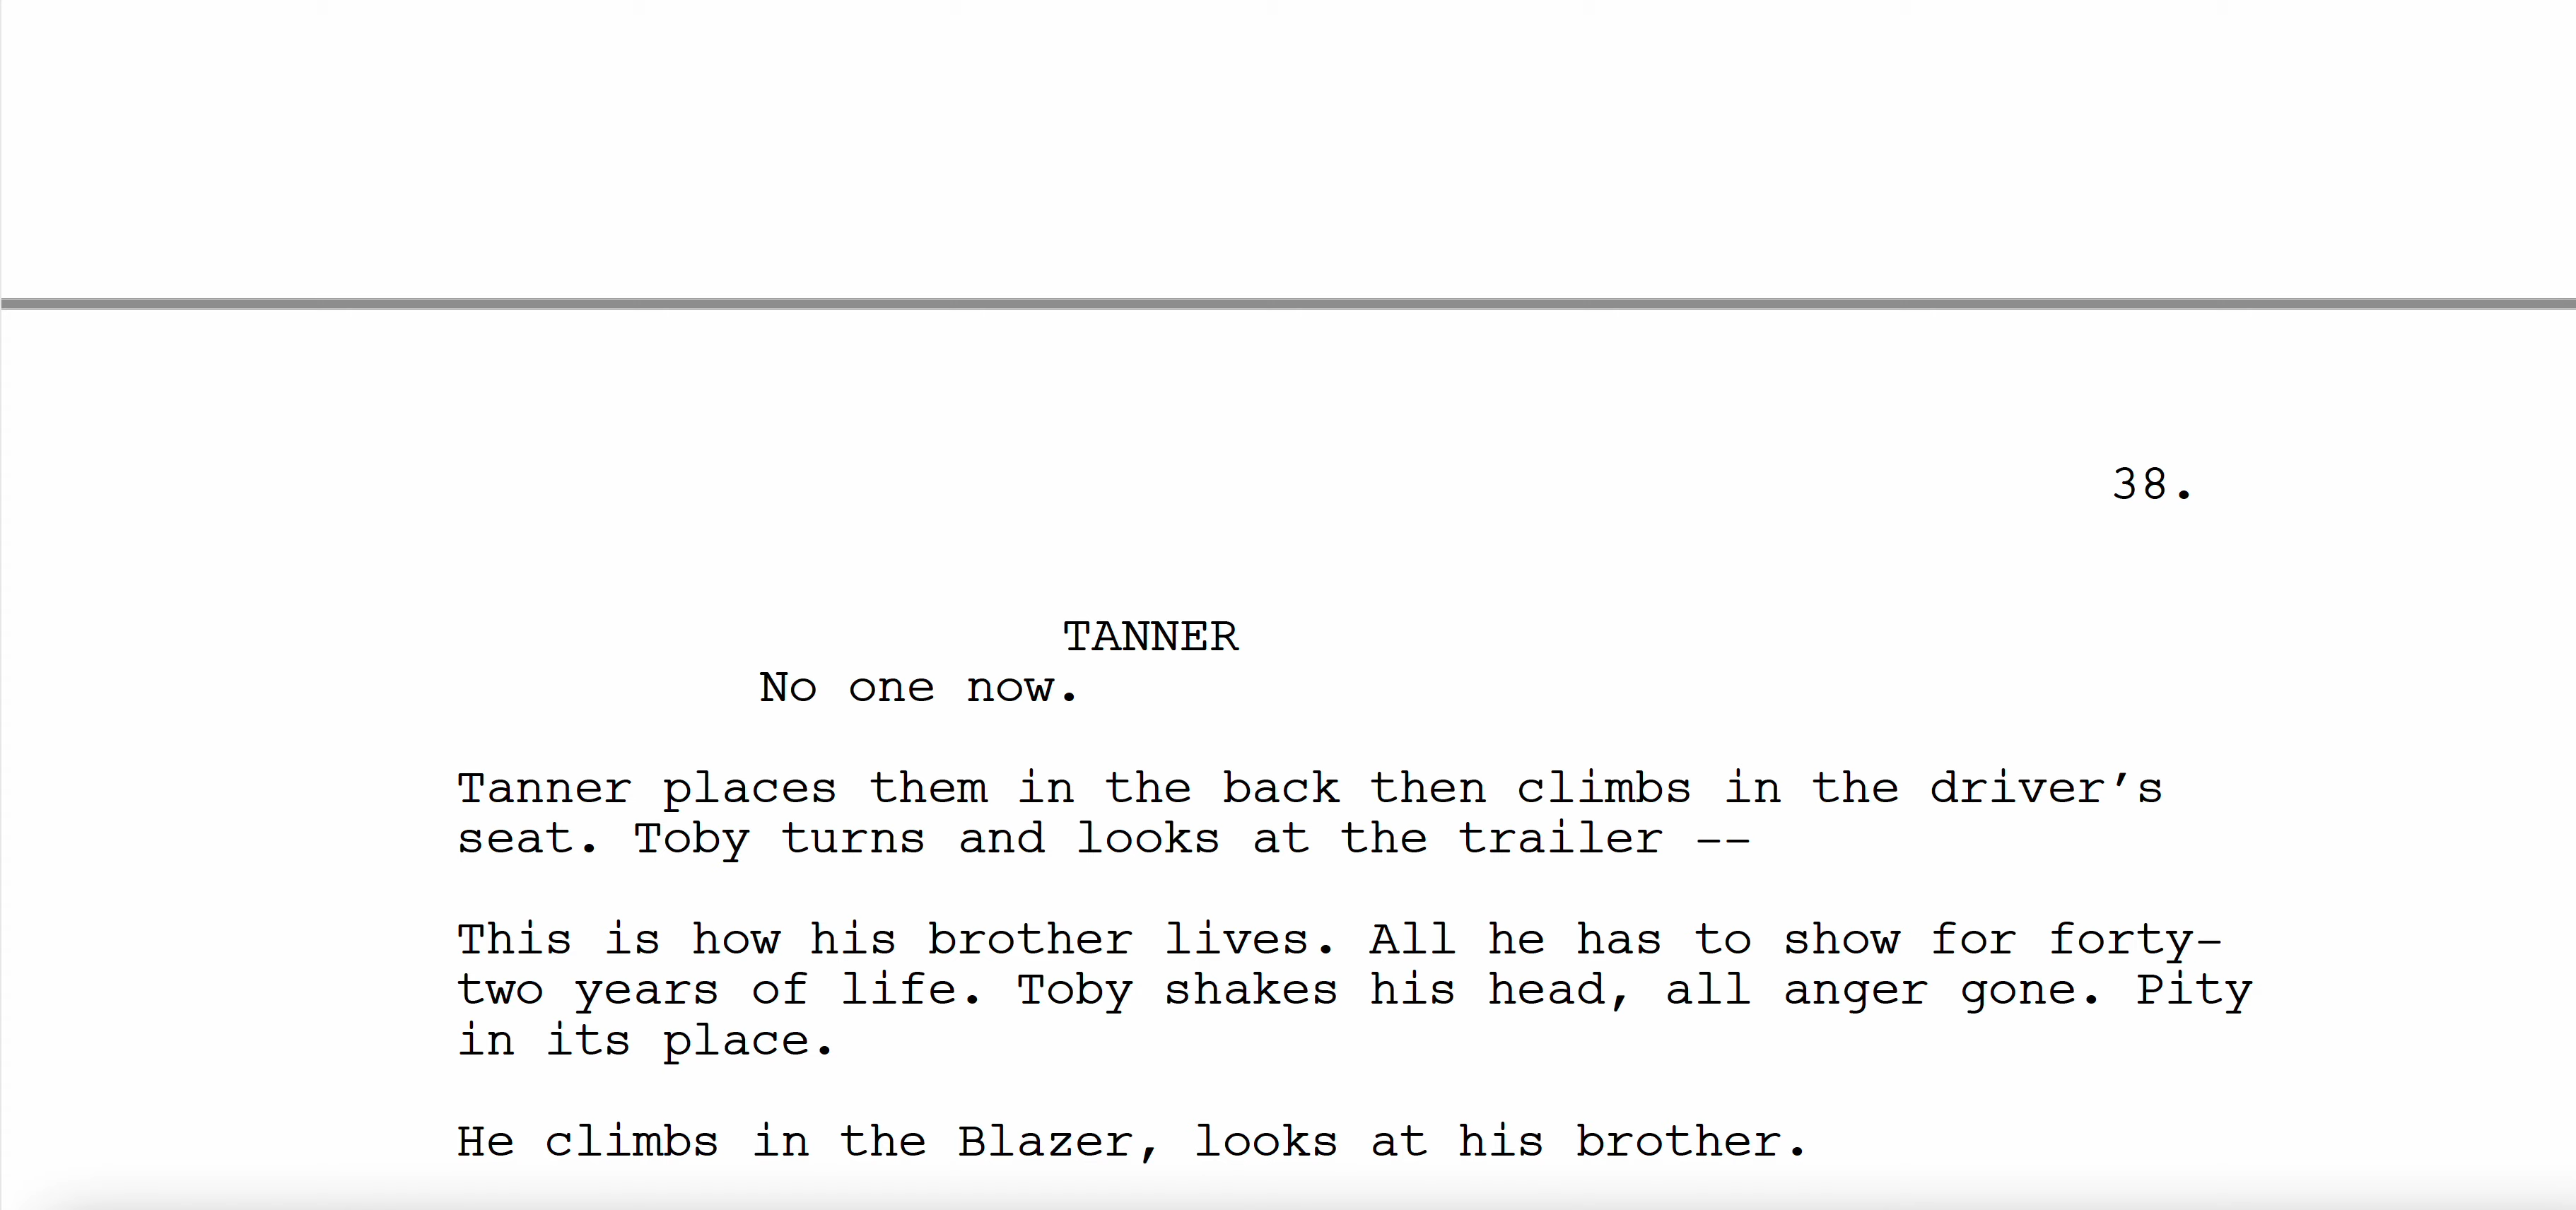 38.
TANNER
No one now.
Tanner places them in the back then climbs in the driver’s
seat. Toby turns and looks at the trailer --
This is how his brother lives. All he has to show for forty-
two years of life. Toby shakes his head, all anger gone. Pity
in its place.
He climbs in the Blazer, looks at his brother.